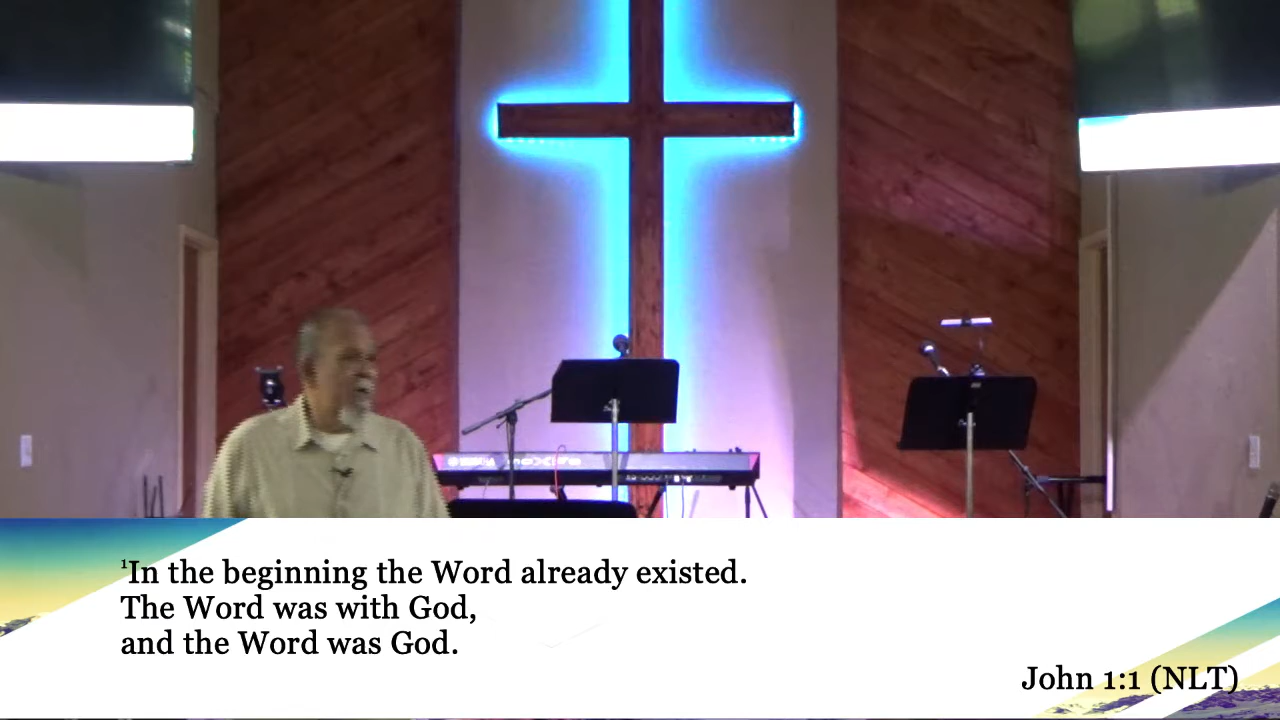 ¹In the beginning the Word already existed.
The Word was with God,
and the Word was God.
John 1:1 (NLT)